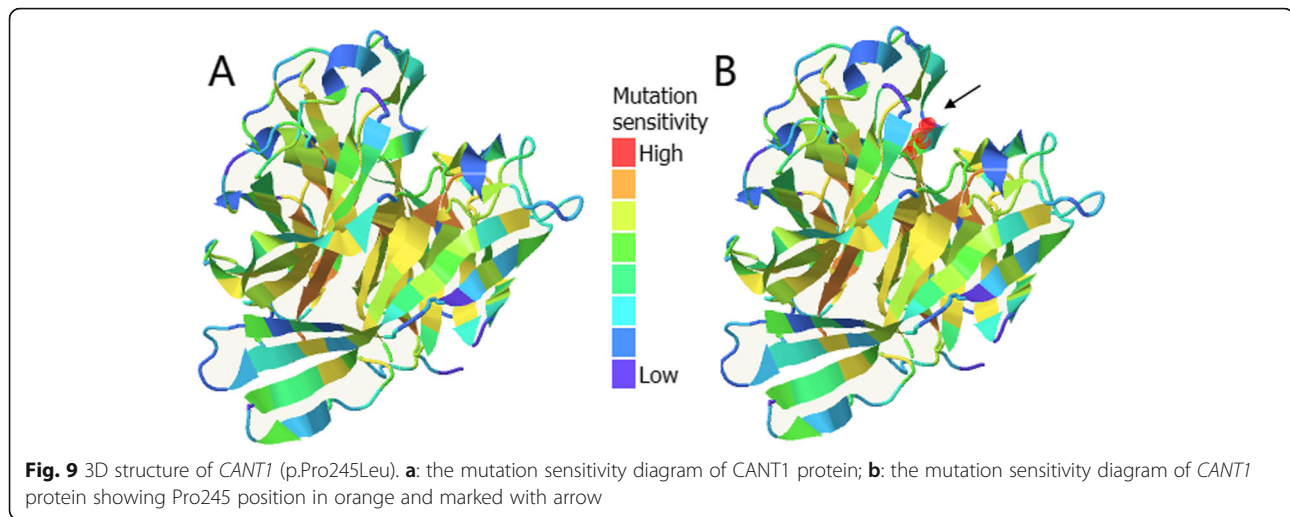 A
B
Mutation
sensitivity
High
Low
Fig. 9 3D structure of CANT1 (p.Pro245Leu). a: the mutation sensitivity diagram of CANT1 protein; b: the mutation sensitivity diagram of CANT1
protein showing Pro245 position in orange and marked with arrow